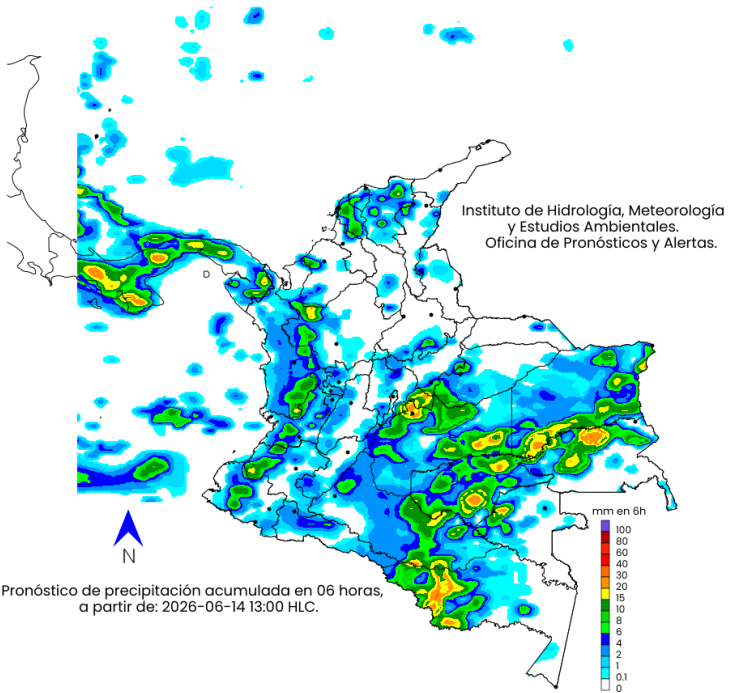 Instituto de Hidrología, Meteorología
y Estudios Ambientales.
Oficina de Pronósticos y Alertas.
mm en 6h
100
80
60
40
30
20
15
10
8
6
4
2
1
0.1
0
N
Pronóstico de precipitación acumulada en 06 horas,
a partir de: 2026-06-14 13:00 HLC.